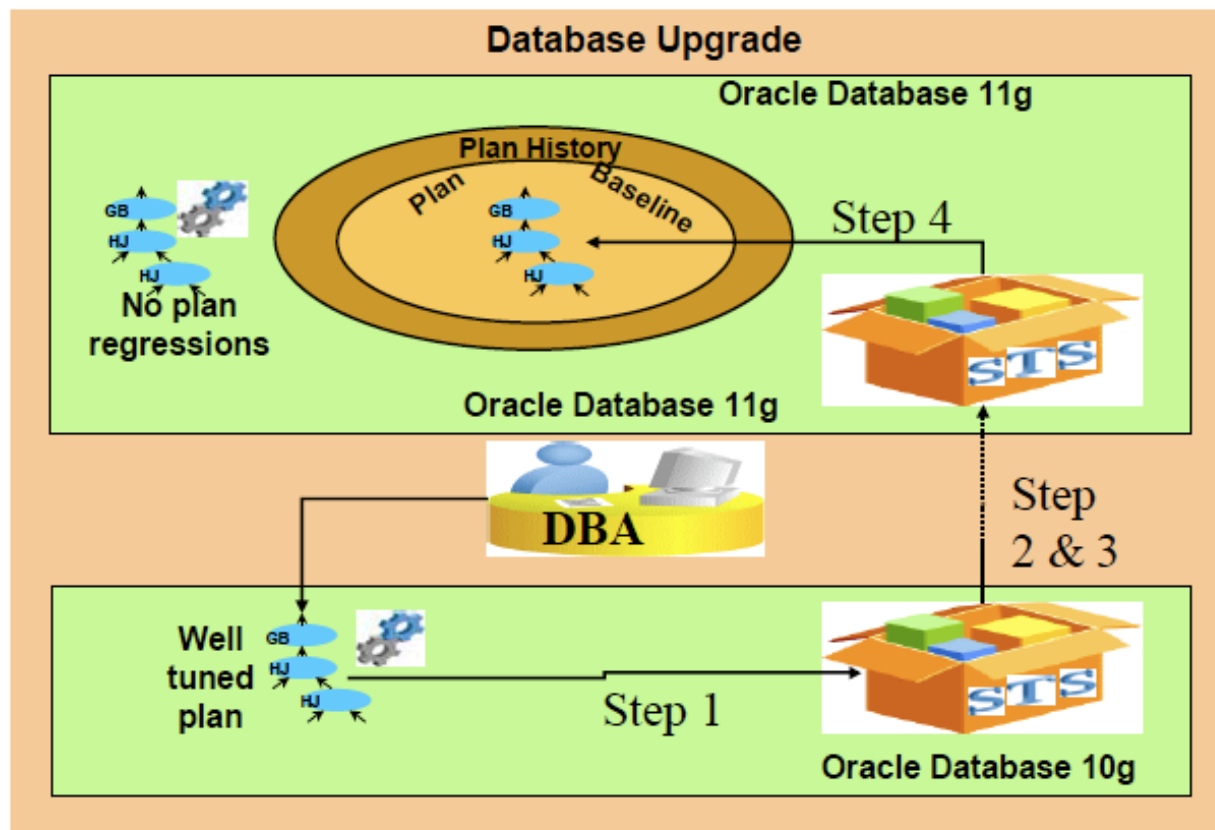 Database Upgrade
Oracle Database 11g
Plan History
Plan Baseline
GB
HJ
HJ
No plan
regressions
GB
HJ
HJ
Step 4
STS
Oracle Database 11g
DBA
Step
2 & 3
Well
tuned
plan
GB
HJ
HJ
Step 1
STS
Oracle Database 10g